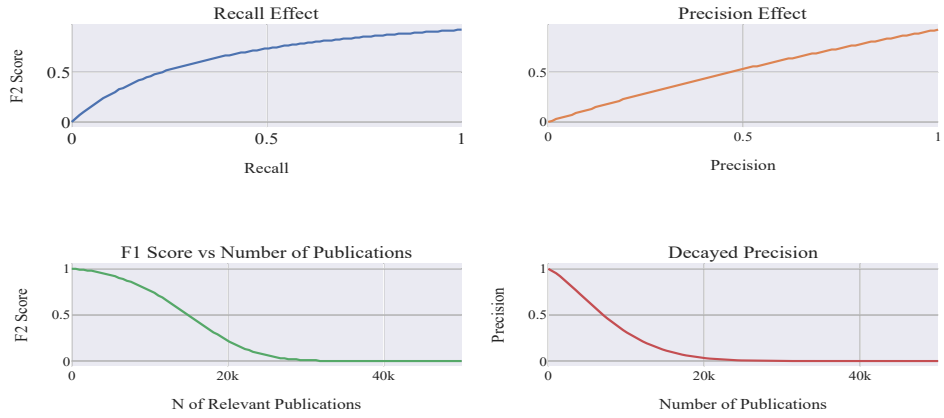 Recall Effect
F2 Score
0.5
0
0
0.5
1
Recall
Precision Effect
0.5
0
0
0.5
1
Precision
F1 Score vs Number of Publications
F2 Score
1
0.5
0
0
20k
40k
N of Relevant Publications
Decayed Precision
Precision
1
0.5
0
0
20k
40k
Number of Publications